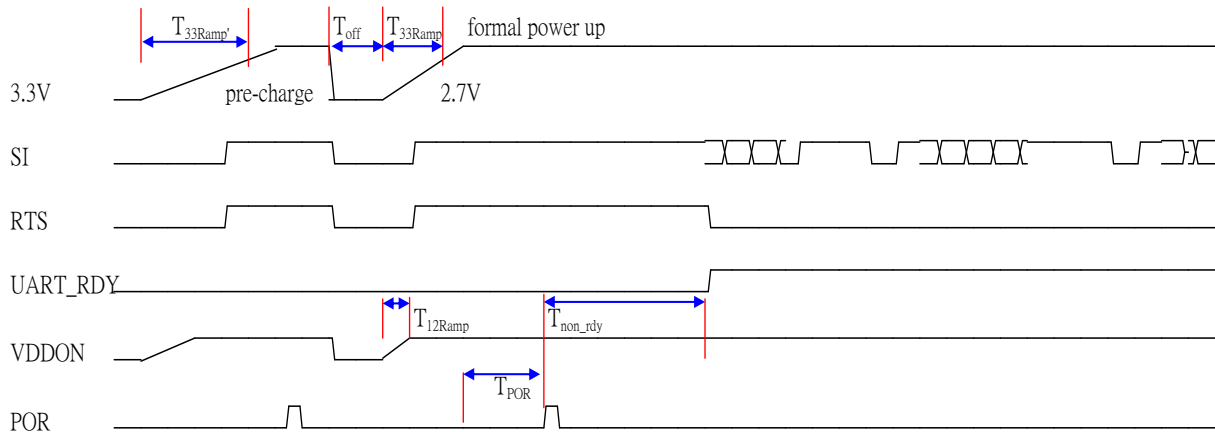 T33Ramp' Toff T33Ramp formal power up
3.3V pre-charge 2.7V
SI
RTS
UART_RDY
T12Ramp Tnon_rdy
VDDON
TPOR
POR